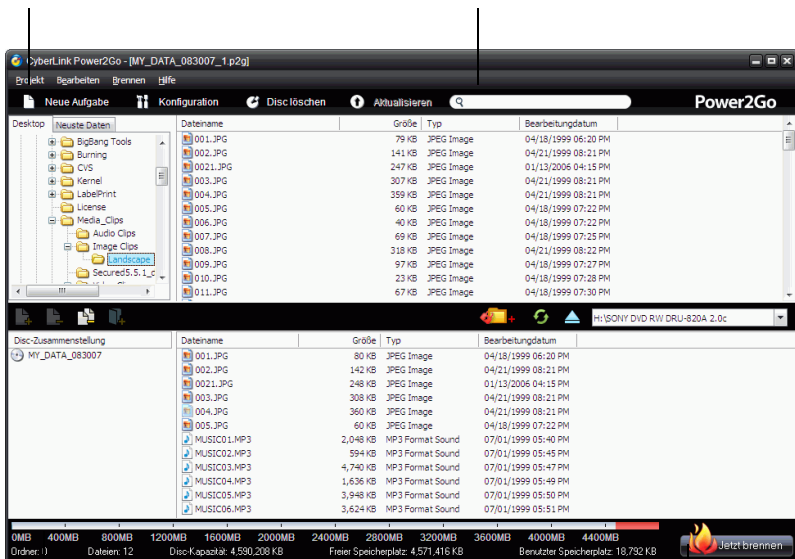 CyberLink Power2Go - [MY_DATA_083007_1.p2g]
Projekt Bearbeiten Brennen Hilfe
Neue Aufgabe Konfiguration Disc löschen Aktualisieren Power2Go
Desktop Neuste Daten Dateiname Größe Typ Bearbeitungdatum
BigBang Tools 001.JPG 79 KB JPEG Image 04/18/1999 06:20 PM
Burning 002.JPG 141 KB JPEG Image 04/21/1999 08:21 PM
CVS 0021.JPG 247 KB JPEG Image 01/13/2006 04:15 PM
Kernel 003.JPG 307 KB JPEG Image 04/21/1999 08:21 PM
LabelPrint 004.JPG 359 KB JPEG Image 04/21/1999 08:21 PM
License 005.JPG 60 KB JPEG Image 04/18/1999 07:22 PM
Media_Clips 006.JPG 40 KB JPEG Image 04/18/1999 07:22 PM
Audio Clips 007.JPG 69 KB JPEG Image 04/18/1999 07:25 PM
Image Clips 008.JPG 318 KB JPEG Image 04/21/1999 08:22 PM
Landscape 009.JPG 97 KB JPEG Image 04/18/1999 07:27 PM
Secured5.5.1_c 010.JPG 23 KB JPEG Image 04/18/1999 07:28 PM
011.JPG 67 KB JPEG Image 04/18/1999 07:30 PM
H:\SONY DVD RW DRU-820A 2.0c
Disc-Zusammenstellung Dateiname Größe Typ Bearbeitungdatum
MY_DATA_083007 001.JPG 80 KB JPEG Image 04/18/1999 06:20 PM
002.JPG 142 KB JPEG Image 04/21/1999 08:21 PM
0021.JPG 248 KB JPEG Image 01/13/2006 04:15 PM
003.JPG 308 KB JPEG Image 04/21/1999 08:21 PM
004.JPG 360 KB JPEG Image 04/21/1999 08:21 PM
005.JPG 60 KB JPEG Image 04/18/1999 07:22 PM
MUSIC01.MP3 2,048 KB MP3 Format Sound 07/01/1999 05:40 PM
MUSIC02.MP3 594 KB MP3 Format Sound 07/01/1999 05:45 PM
MUSIC03.MP3 4,740 KB MP3 Format Sound 07/01/1999 05:47 PM
MUSIC04.MP3 1,636 KB MP3 Format Sound 07/01/1999 05:49 PM
MUSIC05.MP3 3,948 KB MP3 Format Sound 07/01/1999 05:50 PM
MUSIC06.MP3 3,624 KB MP3 Format Sound 07/01/1999 05:51 PM
0MB 400MB 800MB 1200MB 1600MB 2000MB 2400MB 2800MB 3200MB 3600MB 4000MB 4400MB
Ordner: Dateien: 12 Disc-Kapazität: 4,590,208 KB Freier Speicherplatz: 4,571,416 KB Benutzter Speicherplatz: 18,792 KB
Jetzt brennen